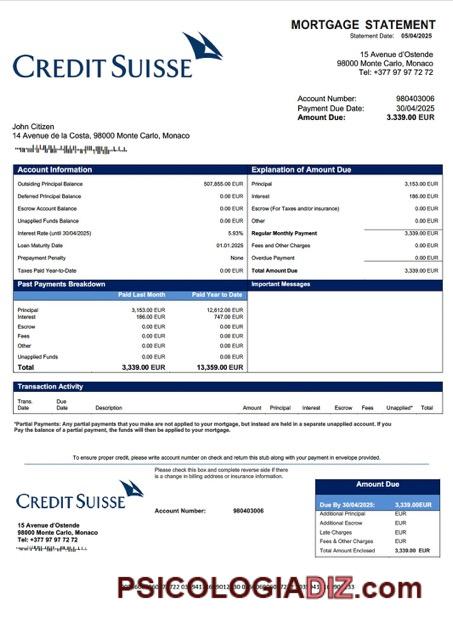 MORTGAGE STATEMENT
Statement Date: 05/04/2025
CREDIT SUISSE
15 Avenue d'Ostende
98000 Monte Carlo, Monaco
Tel: +377 97 97 72 72
Account Number: 980403006
Payment Due Date: 30/04/2025
Amount Due: 3.339.00 EUR
John Citizen
14 Avenue de la Costa, 98000 Monte Carlo, Monaco
Account Information
Outsiding Principal Balance 507,855.00 EUR
Deferred Principal Balance 0.00 EUR
Escrow Account Balance 0.00 EUR
Unapplied Funds Balance 0.00 EUR
Interest Rate (until 30/04/2025) 5.93%
Loan Maturity Date 01.01.2025
Prepayment Penalty None
Taxes Paid Year-to-Date 0.00 EUR
Explanation of Amount Due
Principal 3,153.00 EUR
Interest 186.00 EUR
Escrow (For Taxes and/or insurance) 0.00 EUR
Other 0.00 EUR
Regular Monthly Payment 3,339.00 EUR
Fees and Other Charges 0.00 EUR
Overdue Payment 0.00 EUR
Total Amount Due 3,339.00 EUR
Past Payments Breakdown
Paid Last Month Paid Year to Date
Principal 3,153.00 EUR 12,612.00 EUR
Interest 186.00 EUR 747.00 EUR
Escrow 0.00 EUR 0.00 EUR
Fees 0.00 EUR 0.00 EUR
Other 0.00 EUR 0.00 EUR
Unapplied Funds 0.00 EUR 0.00 EUR
Total 3,339.00 EUR 13,359.00 EUR
Important Messages
Transaction Activity
Trans. Date Due Date Description Amount Principal Interest Escrow Fees Unapplied* Total
*Partial Payments: Any partial payments that you make are not applied to your mortgage, but instead are held in a separate unapplied account. If you
Pay the balance of a partial payment, the funds will then be applied to your mortgage.
To ensure proper credit, please write account number on check and return this stub along with your payment in envelope provided.
Please check this box and complete reverse side if there
is a change in billing address or insurance information.
CREDIT SUISSE
Account Number: 980403006
15 Avenue d'Ostende
98000 Monte Carlo, Monaco
Tel: +377 97 97 72 72
Amount Due
Due By 30/04/2025: 3,339.00EUR
Additional Principal EUR
Additional Escrow EUR
Late Charges EUR
Fees & Other Charges EUR
Total Amount Enclosed 3,339.00 EUR
PSICOLOGIADIZ.com